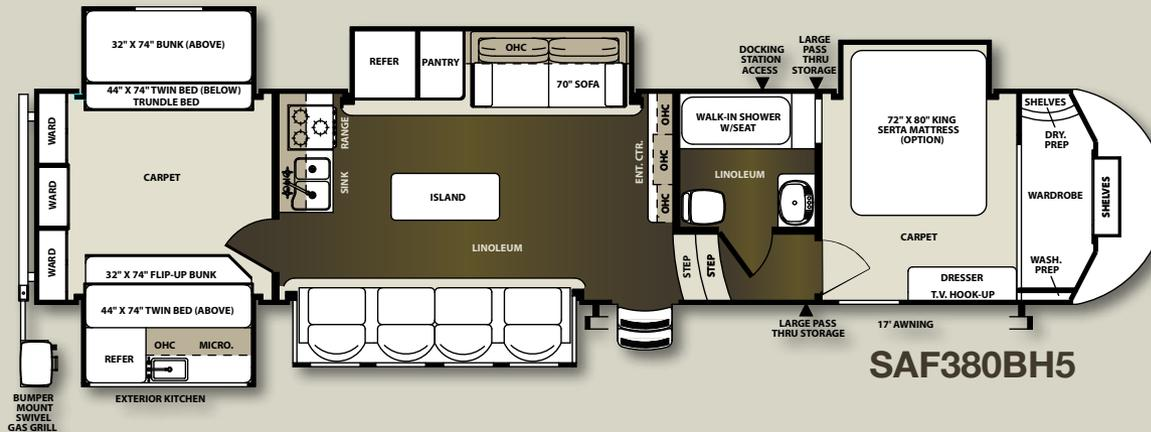 32" X 74" BUNK (ABOVE)
44" X 74" TWIN BED (BELOW)
TRUNDLE BED
WARD
WARD
WARD
CARPET
32" X 74" FLIP-UP BUNK
44" X 74" TWIN BED (ABOVE)
REFER
OHC
MICRO.
EXTERIOR KITCHEN
BUMPER
MOUNT
SWIVEL
GAS GRILL
REFER
PANTRY
OHC
70" SOFA
RANGE
SINK
OHC
ISLAND
LINOLEUM
ENT. CTR.
OHC
OHC
OHC
DOCKING
STATION
ACCESS
LARGE
PASS
THRU
STORAGE
WALK-IN SHOWER
W/SEAT
LINOLEUM
STEP
STEP
LARGE PASS
THRU STORAGE
72" X 80" KING
SERTA MATTRESS
(OPTION)
CARPET
DRESSER
T.V. HOOK-UP
17' AWNING
SHELVES
DRY.
PREP
WARDROBE
SHELVES
WASH.
PREP
SAF380BH5